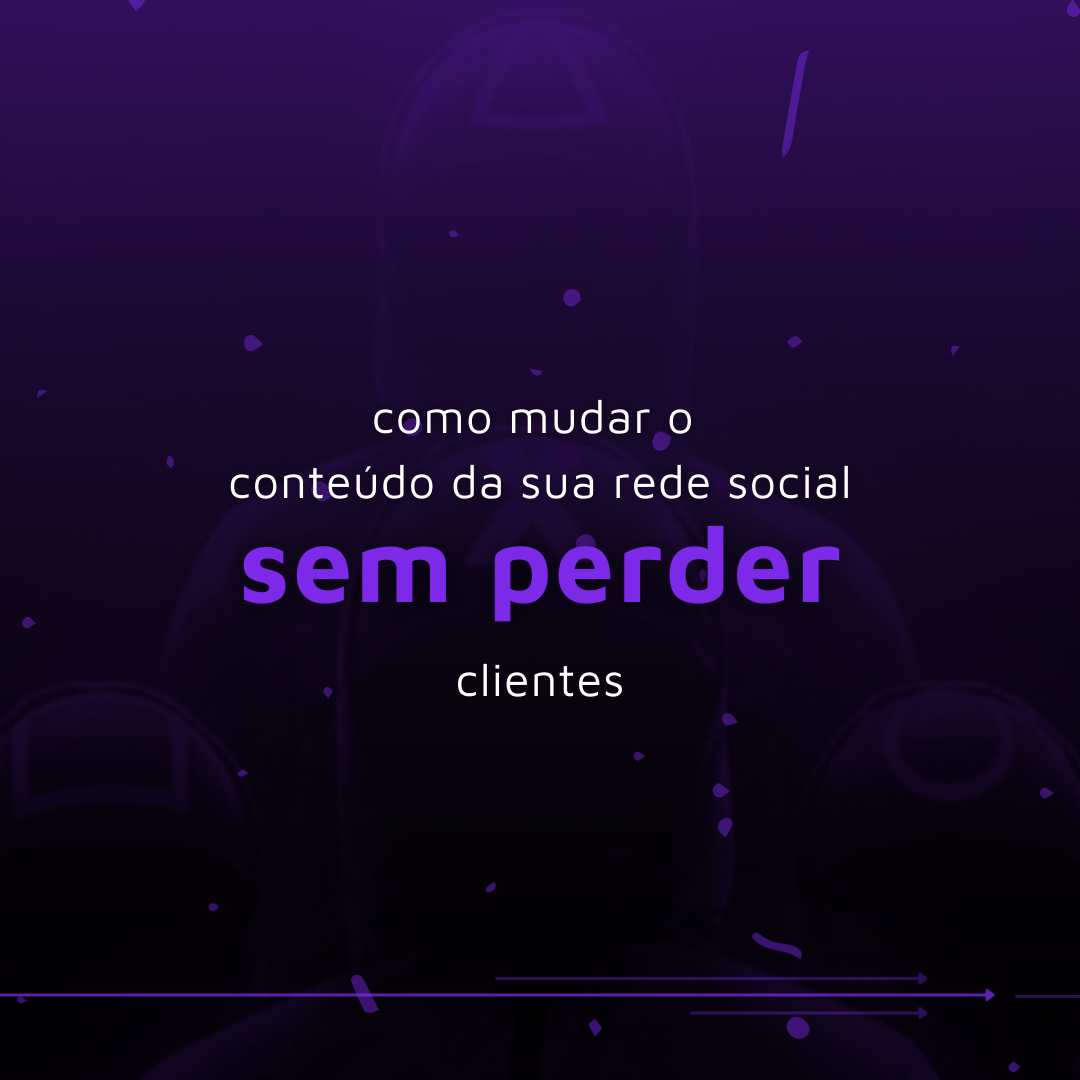 como mudar o
conteúdo da sua rede social
sem perder
clientes